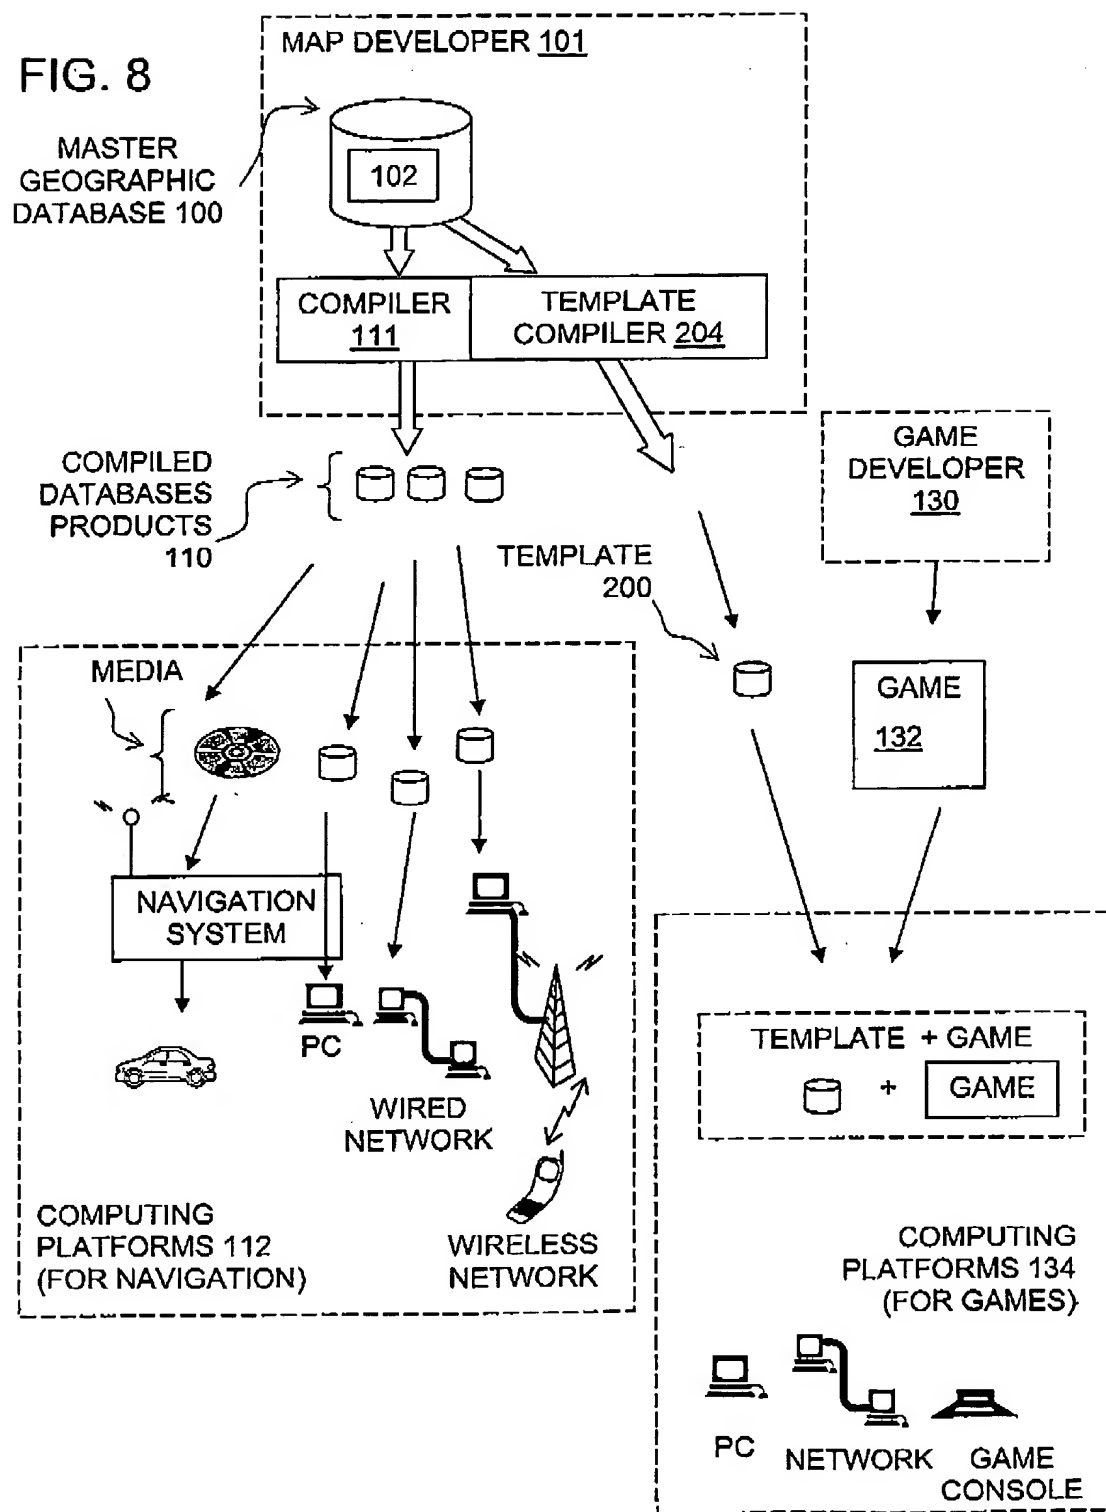 FIG. 8
MAP DEVELOPER 101
MASTER
GEOGRAPHIC
DATABASE 100
102
COMPILER
111
TEMPLATE
COMPILER 204
COMPILED
DATABASES
PRODUCTS
110
TEMPLATE
200
GAME
DEVELOPER
130
MEDIA
GAME
132
NAVIGATION
SYSTEM
PC
WIRED
NETWORK
WIRELESS
NETWORK
COMPUTING
PLATFORMS 112
(FOR NAVIGATION)
TEMPLATE + GAME
+
GAME
COMPUTING
PLATFORMS 134
(FOR GAMES)
PC
NETWORK
GAME
CONSOLE